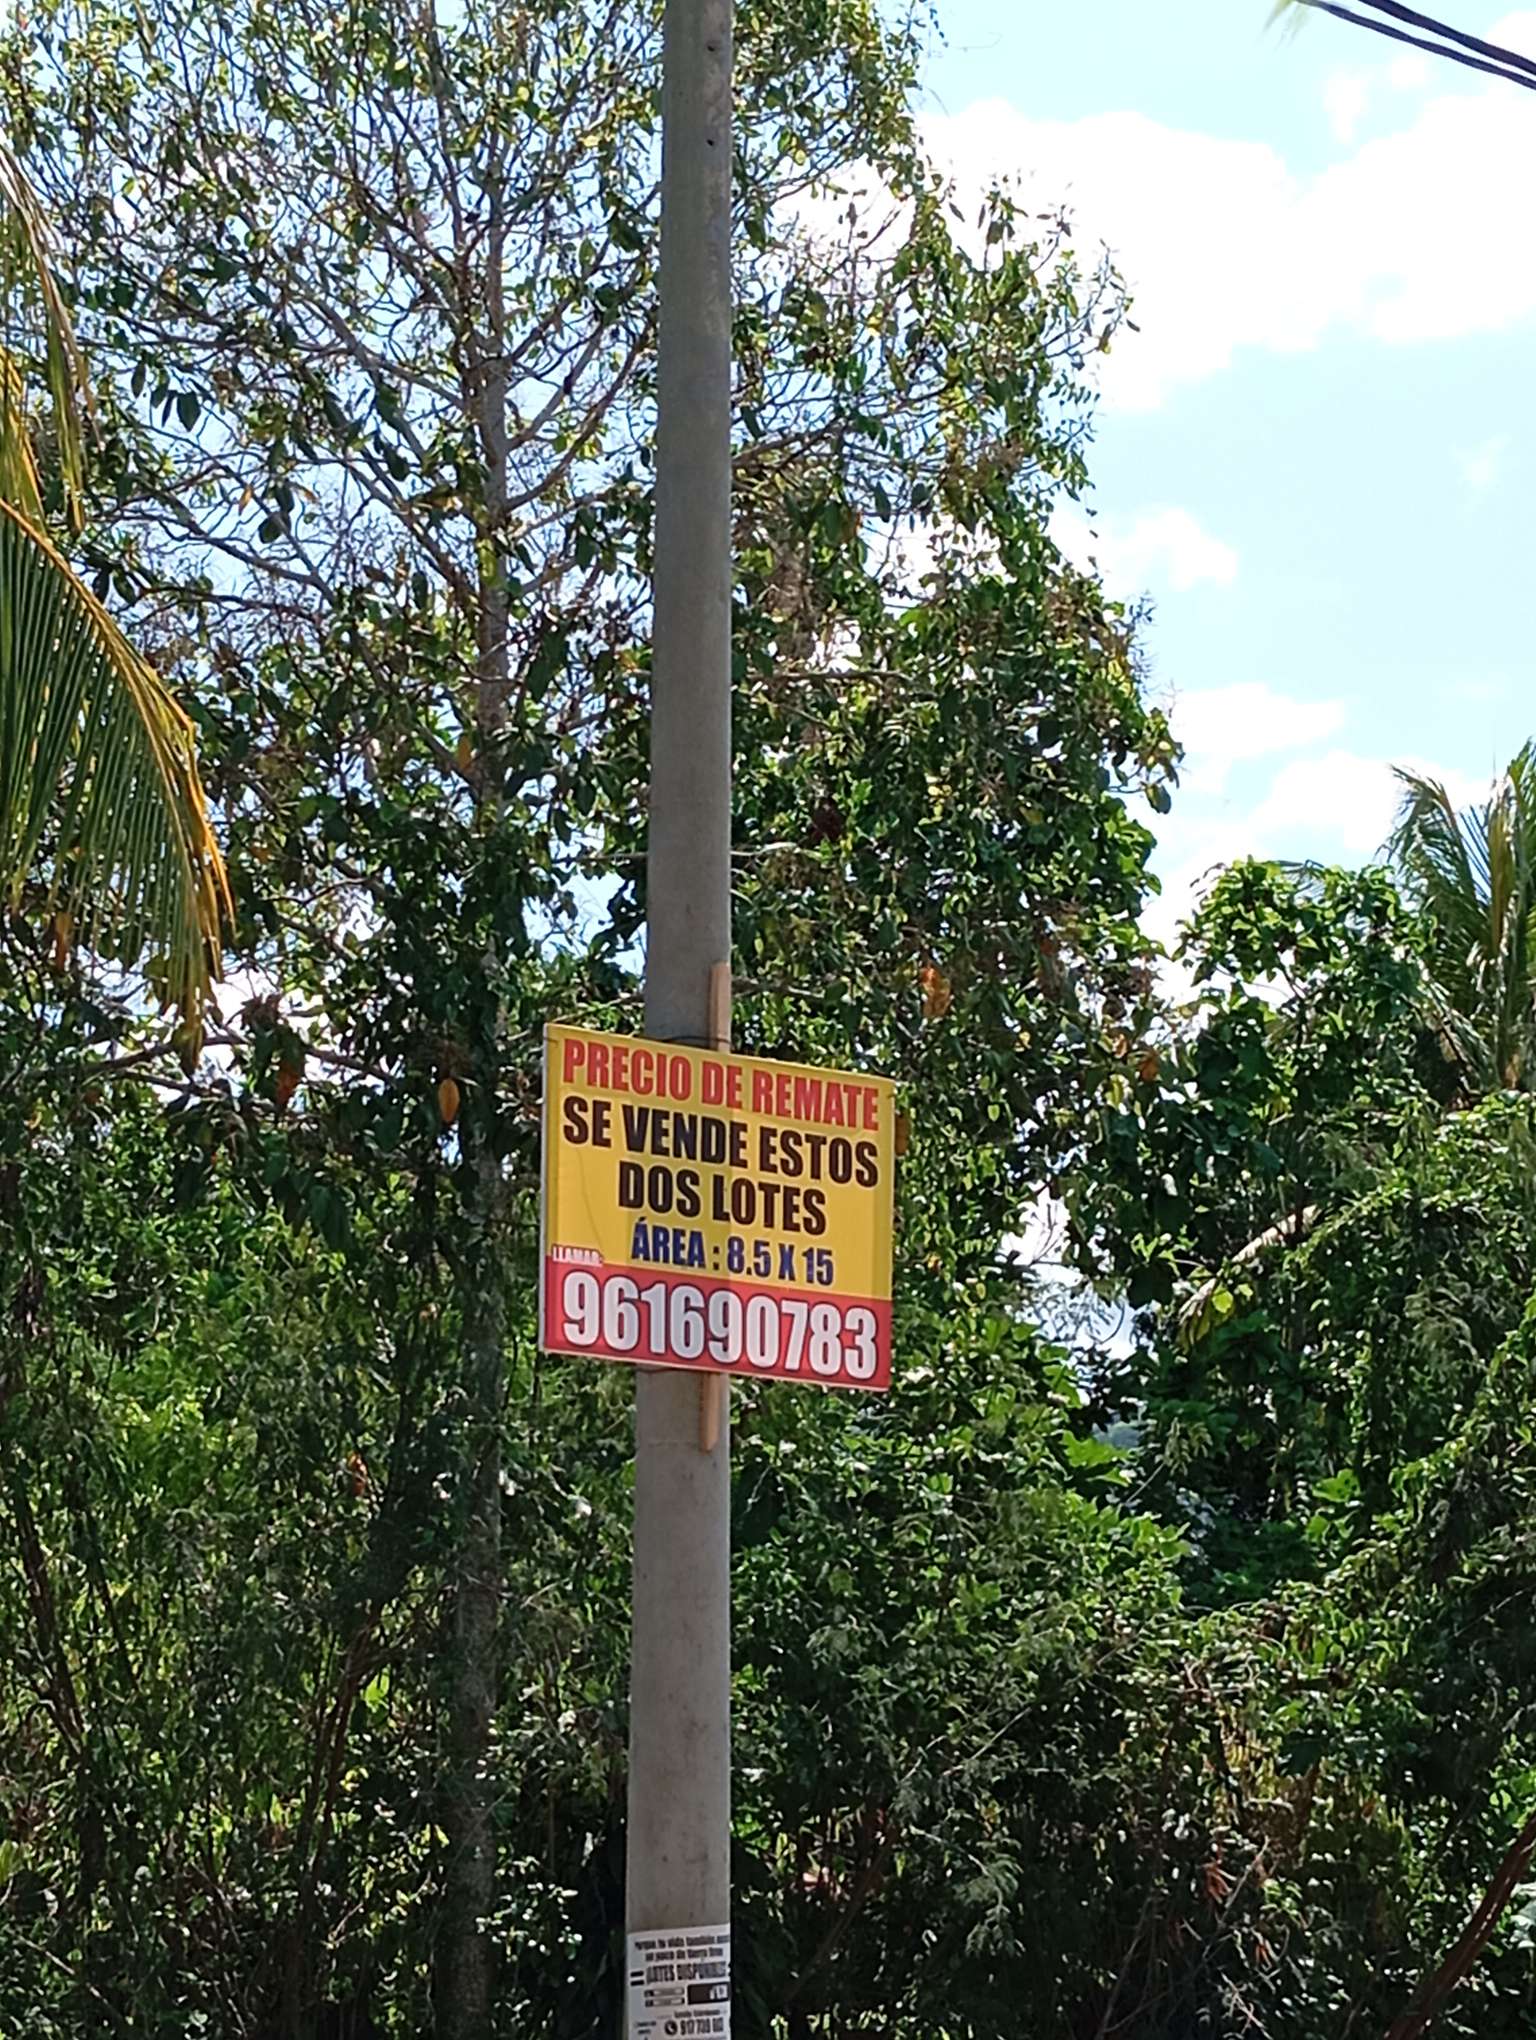 PRECIO DE REMATE
SE VENDE ESTOS
DOS LOTES
ÁREA : 8.5 X 15
LLAMAR:
961690783
LOTES DISPONIBLES